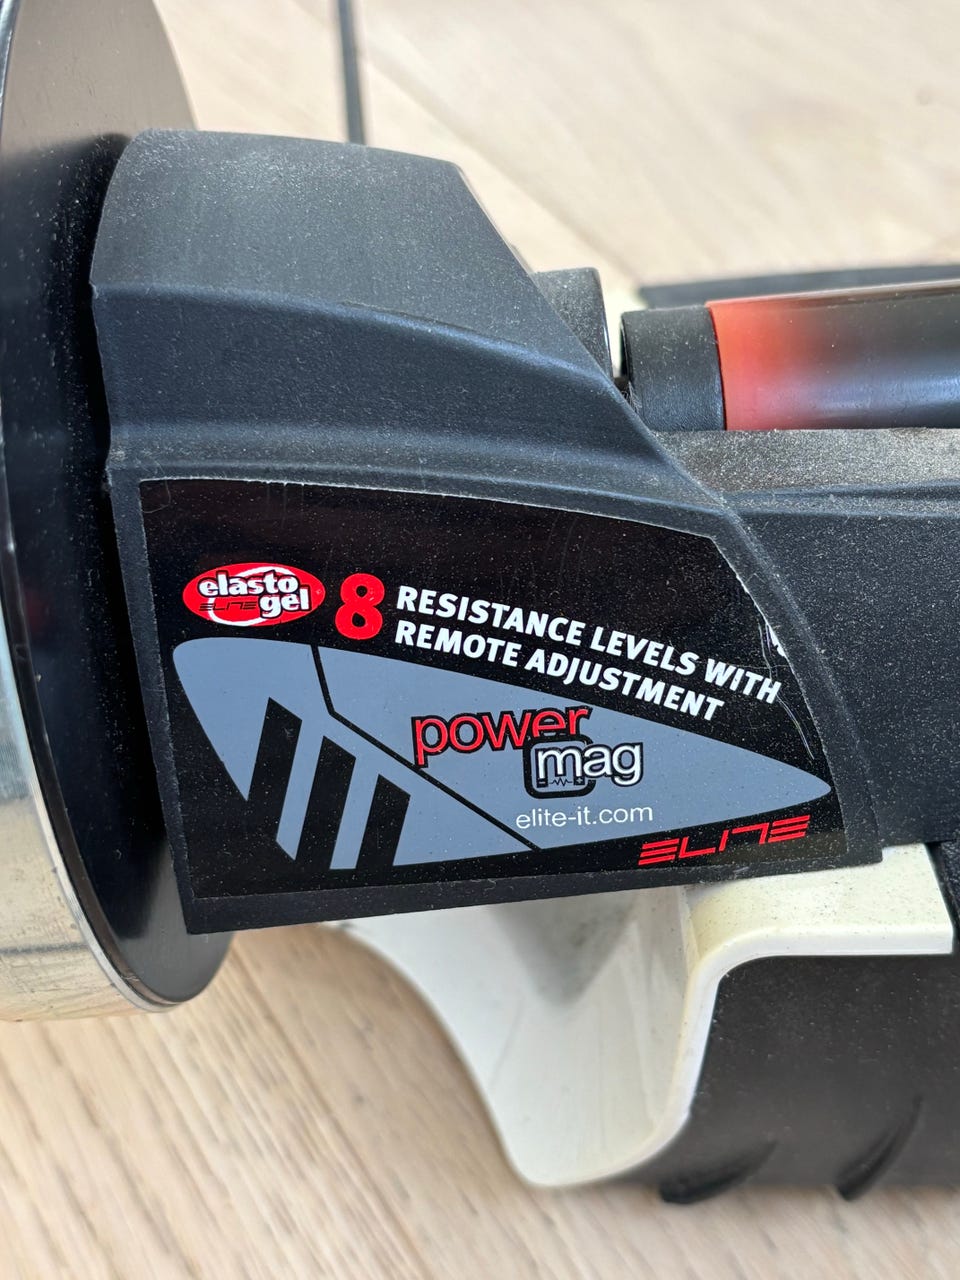 elasto
ELITE gel
8 RESISTANCE LEVELS WITH
REMOTE ADJUSTMENT
power
mag
elite-it.com
ELITE